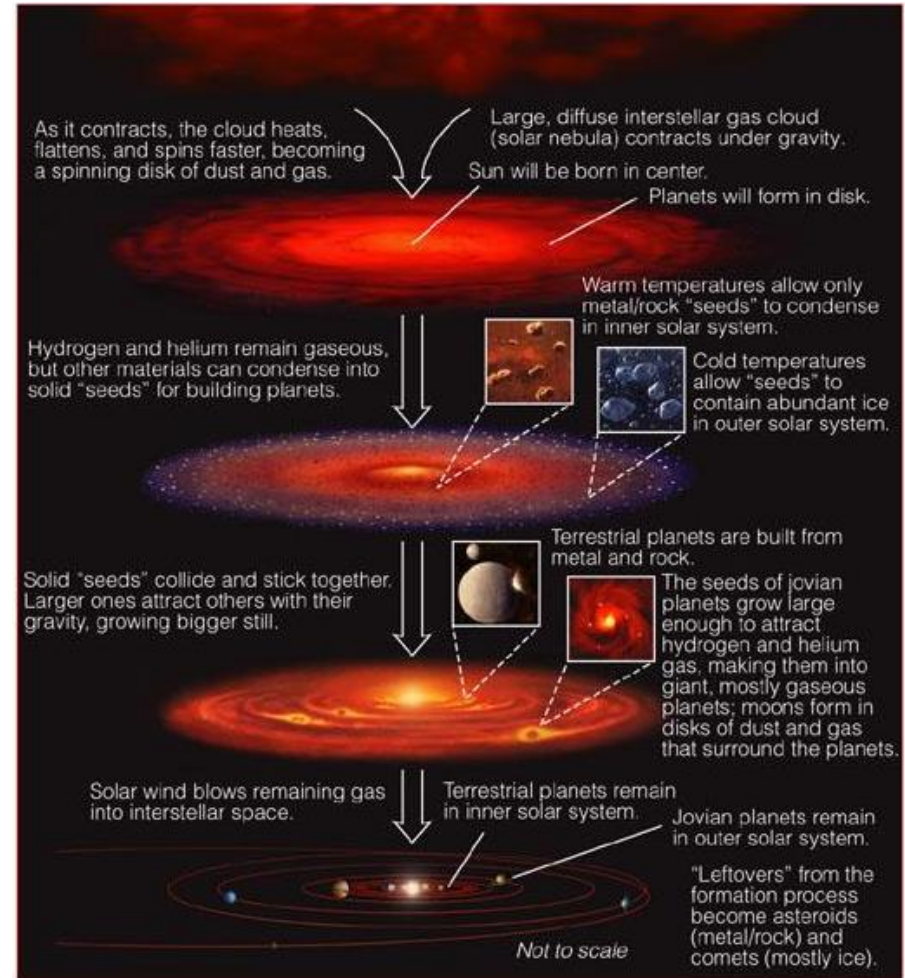 As it contracts, the cloud heats,
flattens, and spins faster, becoming
a spinning disk of dust and gas.
Large, diffuse interstellar gas cloud
(solar nebula) contracts under gravity.
Sun will be born in center.
Planets will form in disk.
Warm temperatures allow only
metal/rock “seeds” to condense
in inner solar system.
Hydrogen and helium remain gaseous,
but other materials can condense into
solid “seeds” for building planets.
Cold temperatures
allow “seeds” to
contain abundant ice
in outer solar system.
Terrestrial planets are built from
metal and rock.
Solid “seeds” collide and stick together.
Larger ones attract others with their
gravity, growing bigger still.
The seeds of jovian
planets grow large
enough to attract
hydrogen and helium
gas, making them into
giant, mostly gaseous
planets; moons form in
disks of dust and gas
that surround the planets.
Solar wind blows remaining gas
into interstellar space.
Terrestrial planets remain
in inner solar system.
Jovian planets remain
in outer solar system.
“Leftovers” from the
formation process
become asteroids
(metal/rock) and
comets (mostly ice).
Not to scale